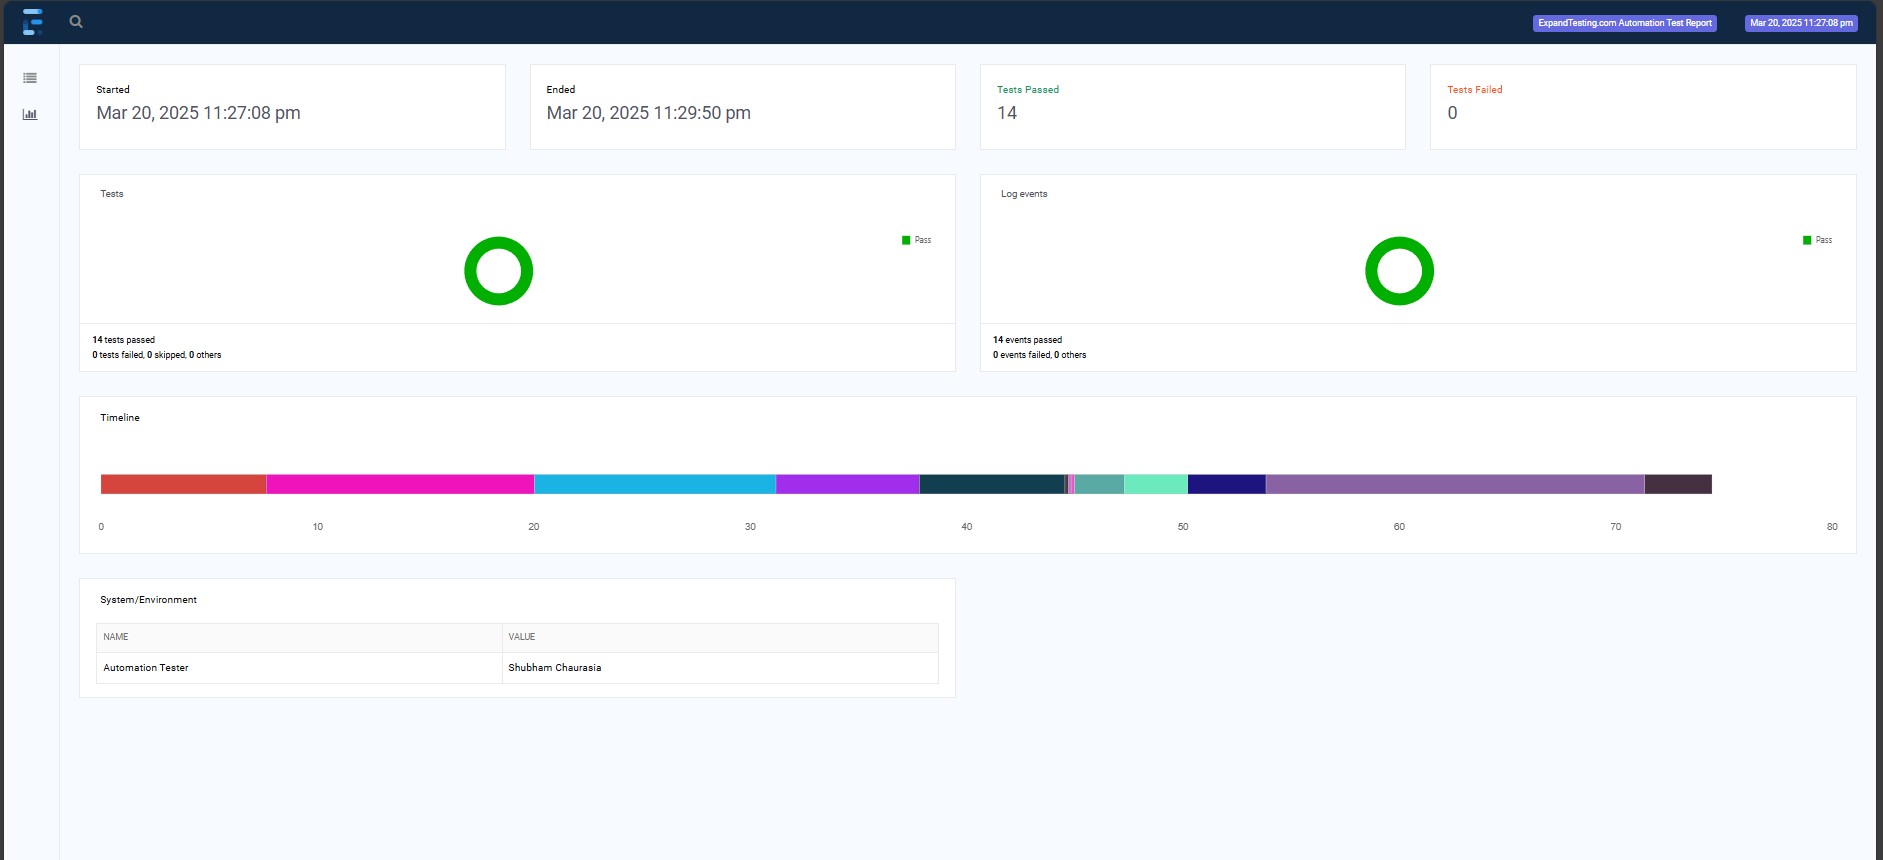 ExpandTesting.com Automation Test Report
Mar 20, 2025 11:27:08 pm
Started
Mar 20, 2025 11:27:08 pm
Ended
Mar 20, 2025 11:29:50 pm
Tests Passed
14
Tests Failed
0
Tests
Pass
14 tests passed
0 tests failed, 0 skipped, 0 others
Log events
Pass
14 events passed
0 events failed, 0 others
Timeline
0 10 20 30 40 50 60 70 80
System/Environment
NAME VALUE
Automation Tester Shubham Chaurasia